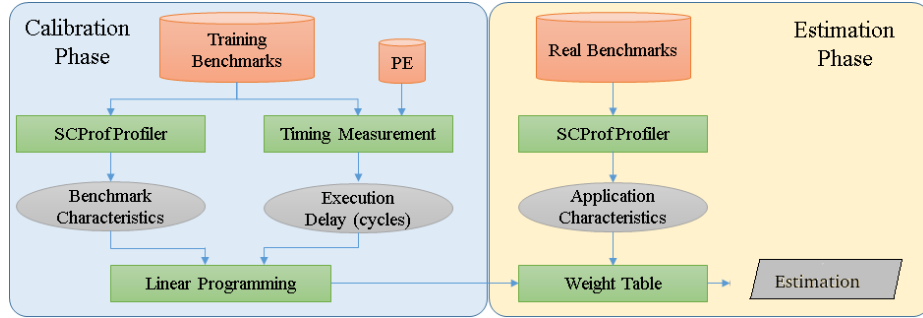 Calibration
Phase
Training
Benchmarks
PE
Real Benchmarks
Estimation
Phase
SCProf Profiler
Timing Measurement
SCProf Profiler
Benchmark
Characteristics
Execution
Delay (cycles)
Application
Characteristics
Linear Programming
Weight Table
Estimation